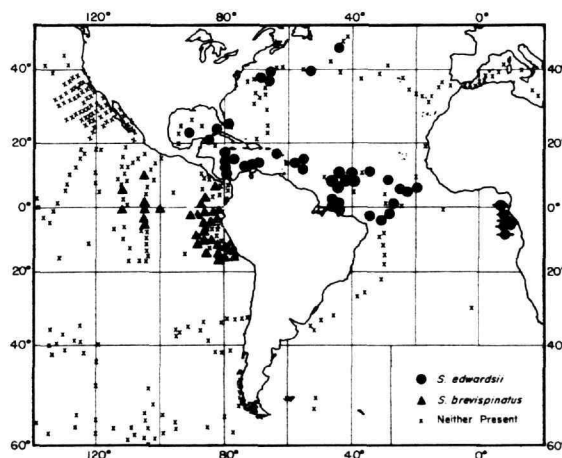 120° 80° 40° 0°
40° 40°
20° 20°
0° 0°
20° 20°
40° 40°
● S. edwardsii
▲ S. brevispinatus
x Neither Present
60° 60°
120° 80° 40° 0°